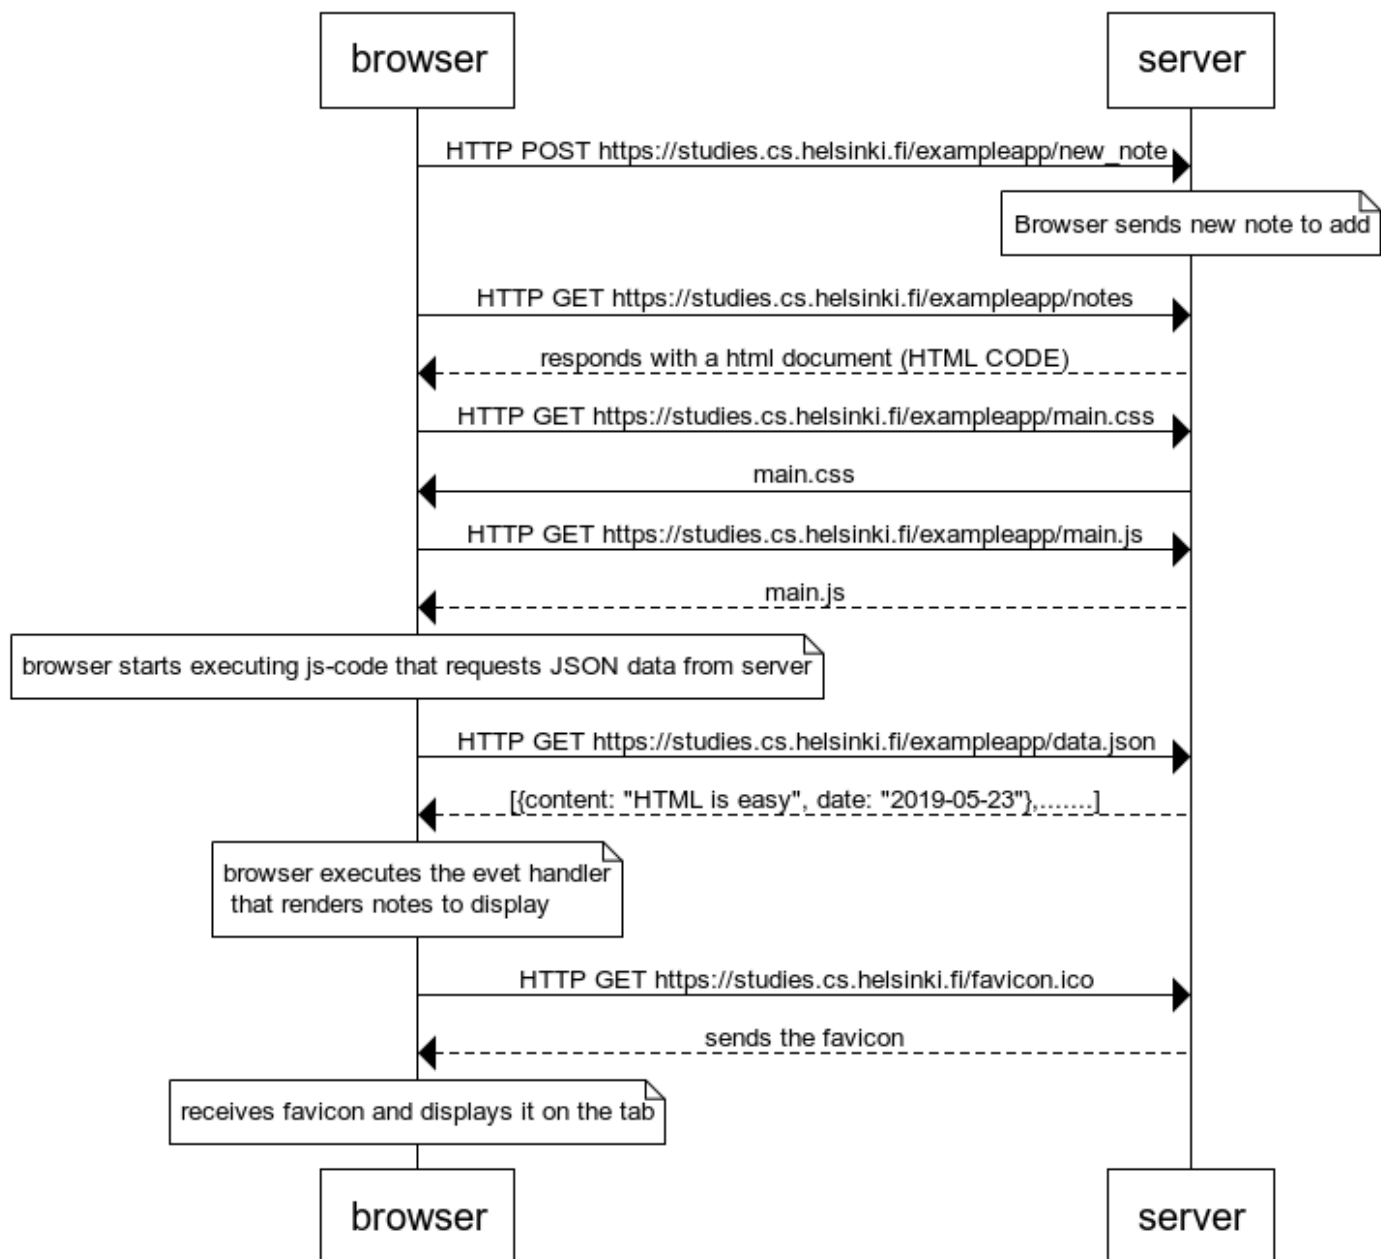 browser
server
HTTP POST https://studies.cs.helsinki.fi/exampleapp/new_note
Browser sends new note to add
HTTP GET https://studies.cs.helsinki.fi/exampleapp/notes
responds with a html document (HTML CODE)
HTTP GET https://studies.cs.helsinki.fi/exampleapp/main.css
main.css
HTTP GET https://studies.cs.helsinki.fi/exampleapp/main.js
main.js
browser starts executing js-code that requests JSON data from server
HTTP GET https://studies.cs.helsinki.fi/exampleapp/data.json
[{content: "HTML is easy", date: "2019-05-23"},.......]
browser executes the evet handler
that renders notes to display
HTTP GET https://studies.cs.helsinki.fi/favicon.ico
sends the favicon
receives favicon and displays it on the tab
browser
server